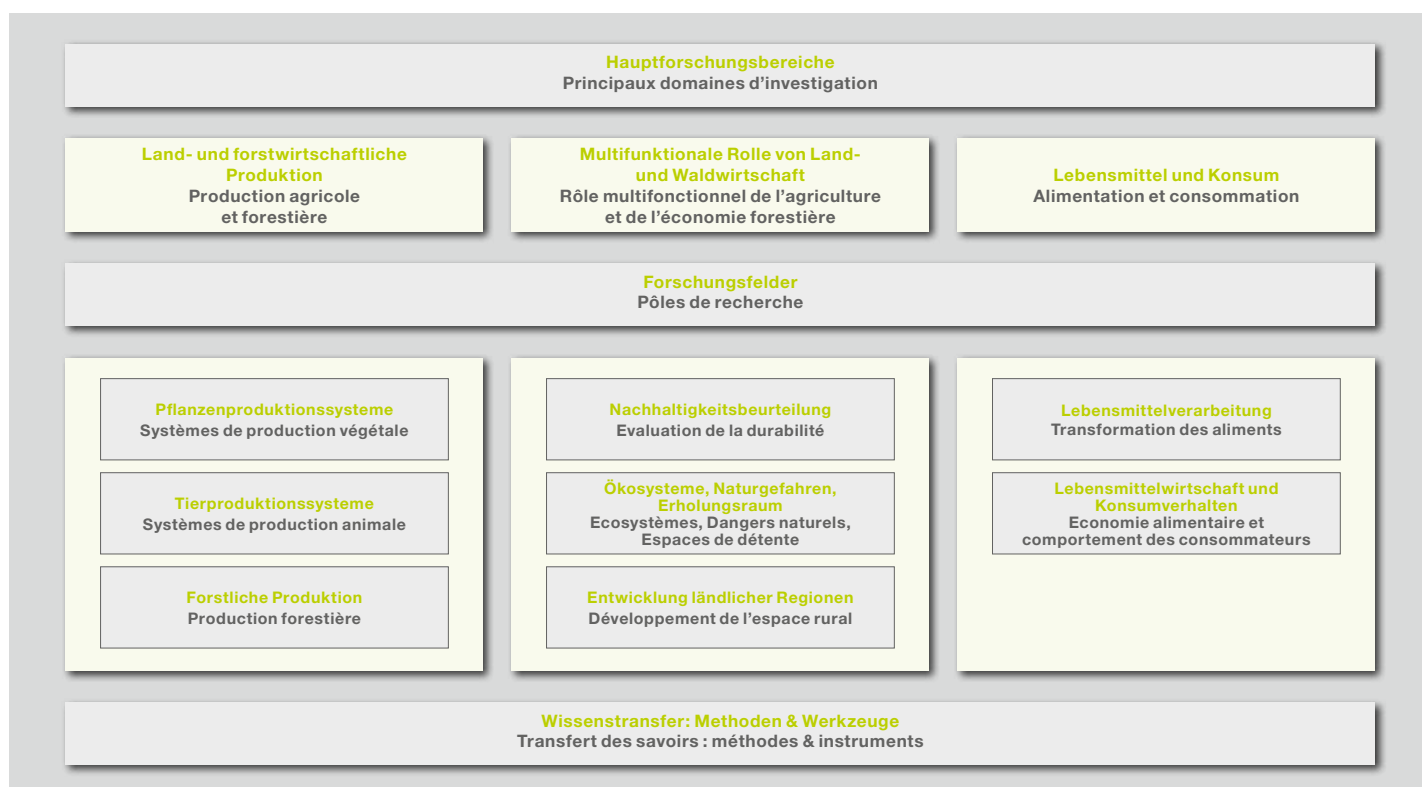 Hauptforschungsbereiche
Principaux domaines d’investigation
Land- und forstwirtschaftliche
Produktion
Production agricole
et forestière
Multifunktionale Rolle von Land-
und Waldwirtschaft
Rôle multifonctionnel de l’agriculture
et de l’économie forestière
Lebensmittel und Konsum
Alimentation et consommation
Forschungsfelder
Pôles de recherche
Pflanzenproduktionssysteme
Systèmes de production végétale
Tierproduktionssysteme
Systèmes de production animale
Forstliche Produktion
Production forestière
Nachhaltigkeitsbeurteilung
Evaluation de la durabilité
Ökosysteme, Naturgefahren,
Erholungsraum
Ecosystèmes, Dangers naturels,
Espaces de détente
Entwicklung ländlicher Regionen
Développement de l’espace rural
Lebensmittelverarbeitung
Transformation des aliments
Lebensmittelwirtschaft und
Konsumverhalten
Economie alimentaire et
comportement des consommateurs
Wissenstransfer: Methoden & Werkzeuge
Transfert des savoirs : méthodes & instruments